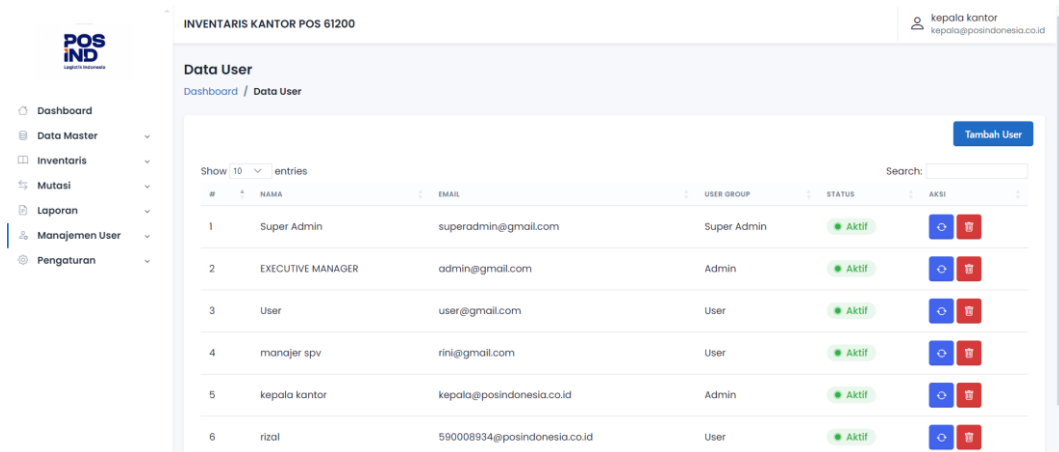 POS
IND
Logistik Indonesia
INVENTARIS KANTOR POS 61200
kepala kantor
kepala@posindonesia.co.id
Data User
Dashboard / Data User
Dashboard
Data Master
Inventaris
Mutasi
Laporan
Manajemen User
Pengaturan
Tambah User
Show 10 entries
Search:
# NAMA EMAIL USER GROUP STATUS AKSI
1 Super Admin superadmin@gmail.com Super Admin Aktif
2 EXECUTIVE MANAGER admin@gmail.com Admin Aktif
3 User user@gmail.com User Aktif
4 manajer spv rini@gmail.com User Aktif
5 kepala kantor kepala@posindonesia.co.id Admin Aktif
6 rizal 590008934@posindonesia.co.id User Aktif